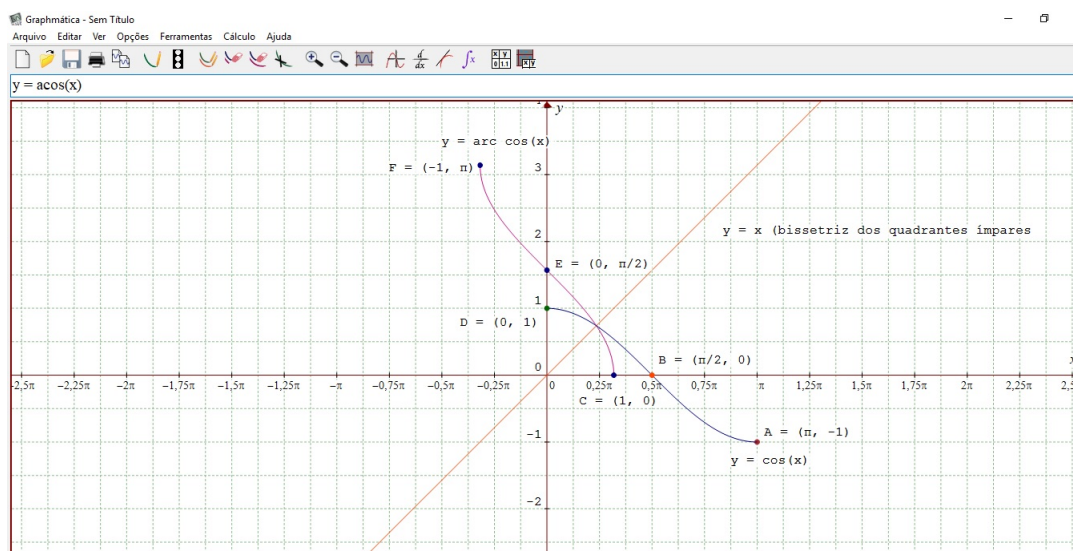 Graphmática - Sem Título
Arquivo Editar Ver Opções Ferramentas Cálculo Ajuda
y = acos(x)
y
y = arc cos(x)
F = (-1, π)
3
y = x (bissetriz dos quadrantes ímpares
2
E = (0, π/2)
1
D = (0, 1)
B = (π/2, 0)
0
x
-2,5π -2,25π -2π -1,75π -1,5π -1,25π -π -0,75π -0,5π -0,25π 0 0,25π 0,5π 0,75π π 1,25π 1,5π 1,75π 2π 2,25π 2,5
C = (1, 0)
-1
A = (π, -1)
y = cos(x)
-2